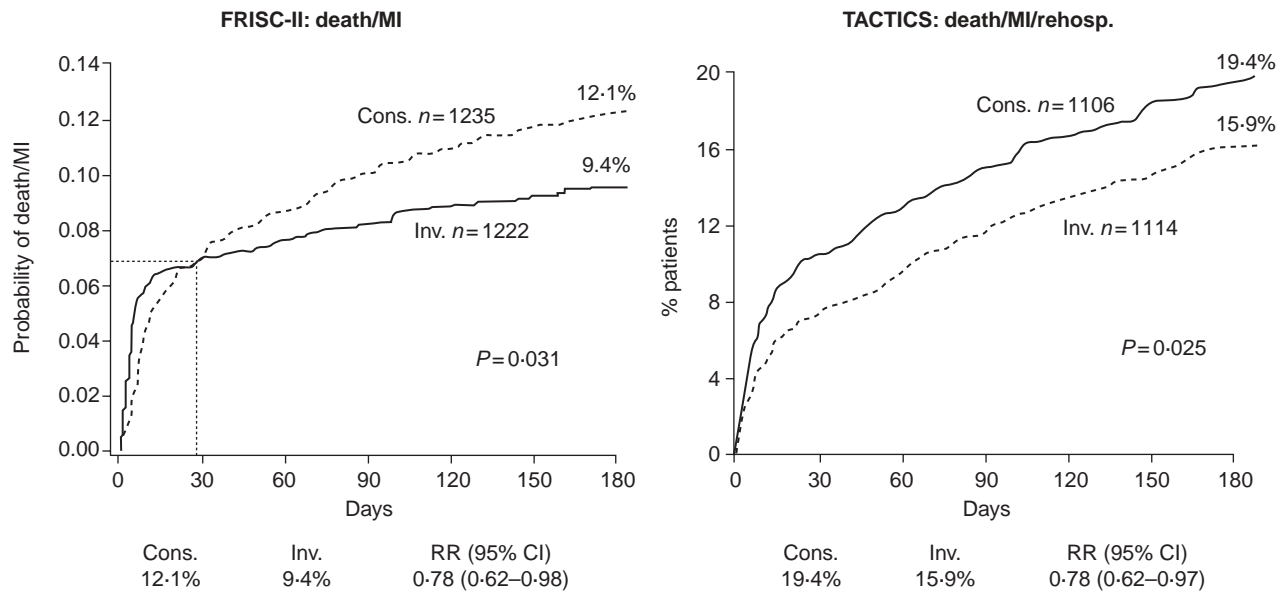 FRISC-II: death/MI
0.14
0.12
0.10
0.08
0.06
0.04
0.02
0.00
Probability of death/MI
Cons. n=1235
12·1%
9.4%
Inv. n=1222
P=0·031
0 30 60 90 120 150 180
Days
Cons. Inv. RR (95% CI)
12·1% 9·4% 0·78 (0·62–0·98)
TACTICS: death/MI/rehosp.
20
16
12
8
4
0
% patients
19·4%
Cons. n=1106
15·9%
Inv. n=1114
P=0·025
0 30 60 90 120 150 180
Days
Cons. Inv. RR (95% CI)
19·4% 15·9% 0·78 (0·62–0·97)